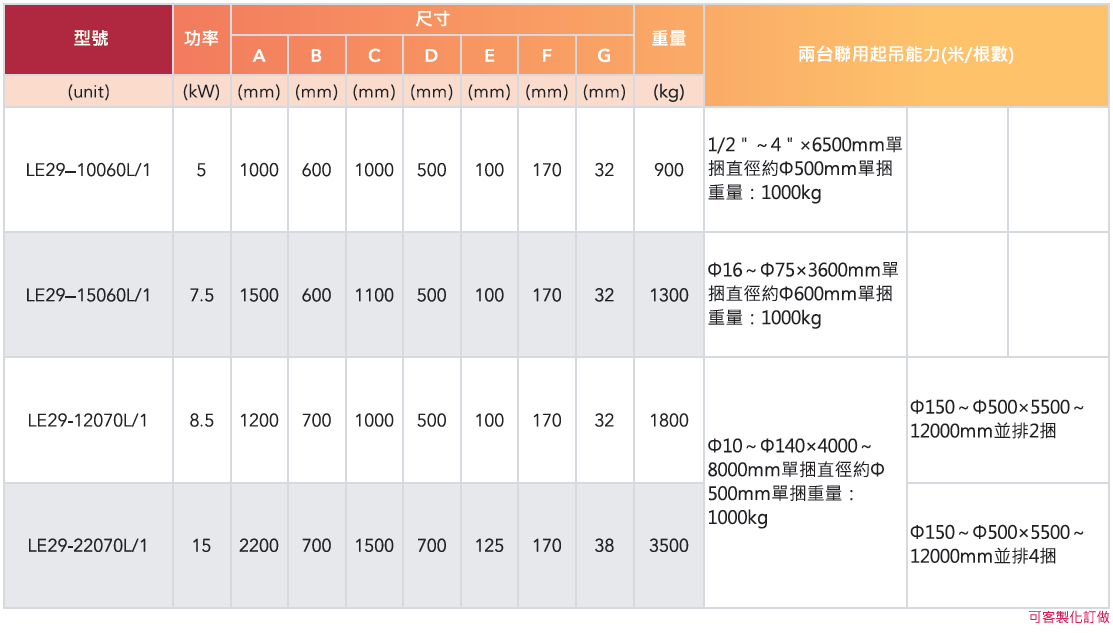 型號 功率 尺寸 重量 兩台聯用起吊能力(米/根數)
A B C D E F G
(unit) (kW) (mm) (mm) (mm) (mm) (mm) (mm) (mm) (kg)
LE29–10060L/1 5 1000 600 1000 500 100 170 32 900
1/2＂~4＂×6500mm單
捆直徑約Φ500mm單捆
重量：1000kg
LE29–15060L/1 7.5 1500 600 1100 500 100 170 32 1300
Φ16～Φ75×3600mm單
捆直徑約Φ600mm單捆
重量：1000kg
LE29-12070L/1 8.5 1200 700 1000 500 100 170 32 1800
Φ10～Φ140×4000～
8000mm單捆直徑約Φ
500mm單捆重量：
1000kg
Φ150～Φ500×5500～
12000mm並排2捆
LE29-22070L/1 15 2200 700 1500 700 125 170 38 3500
Φ150～Φ500×5500～
12000mm並排4捆
可客製化訂做